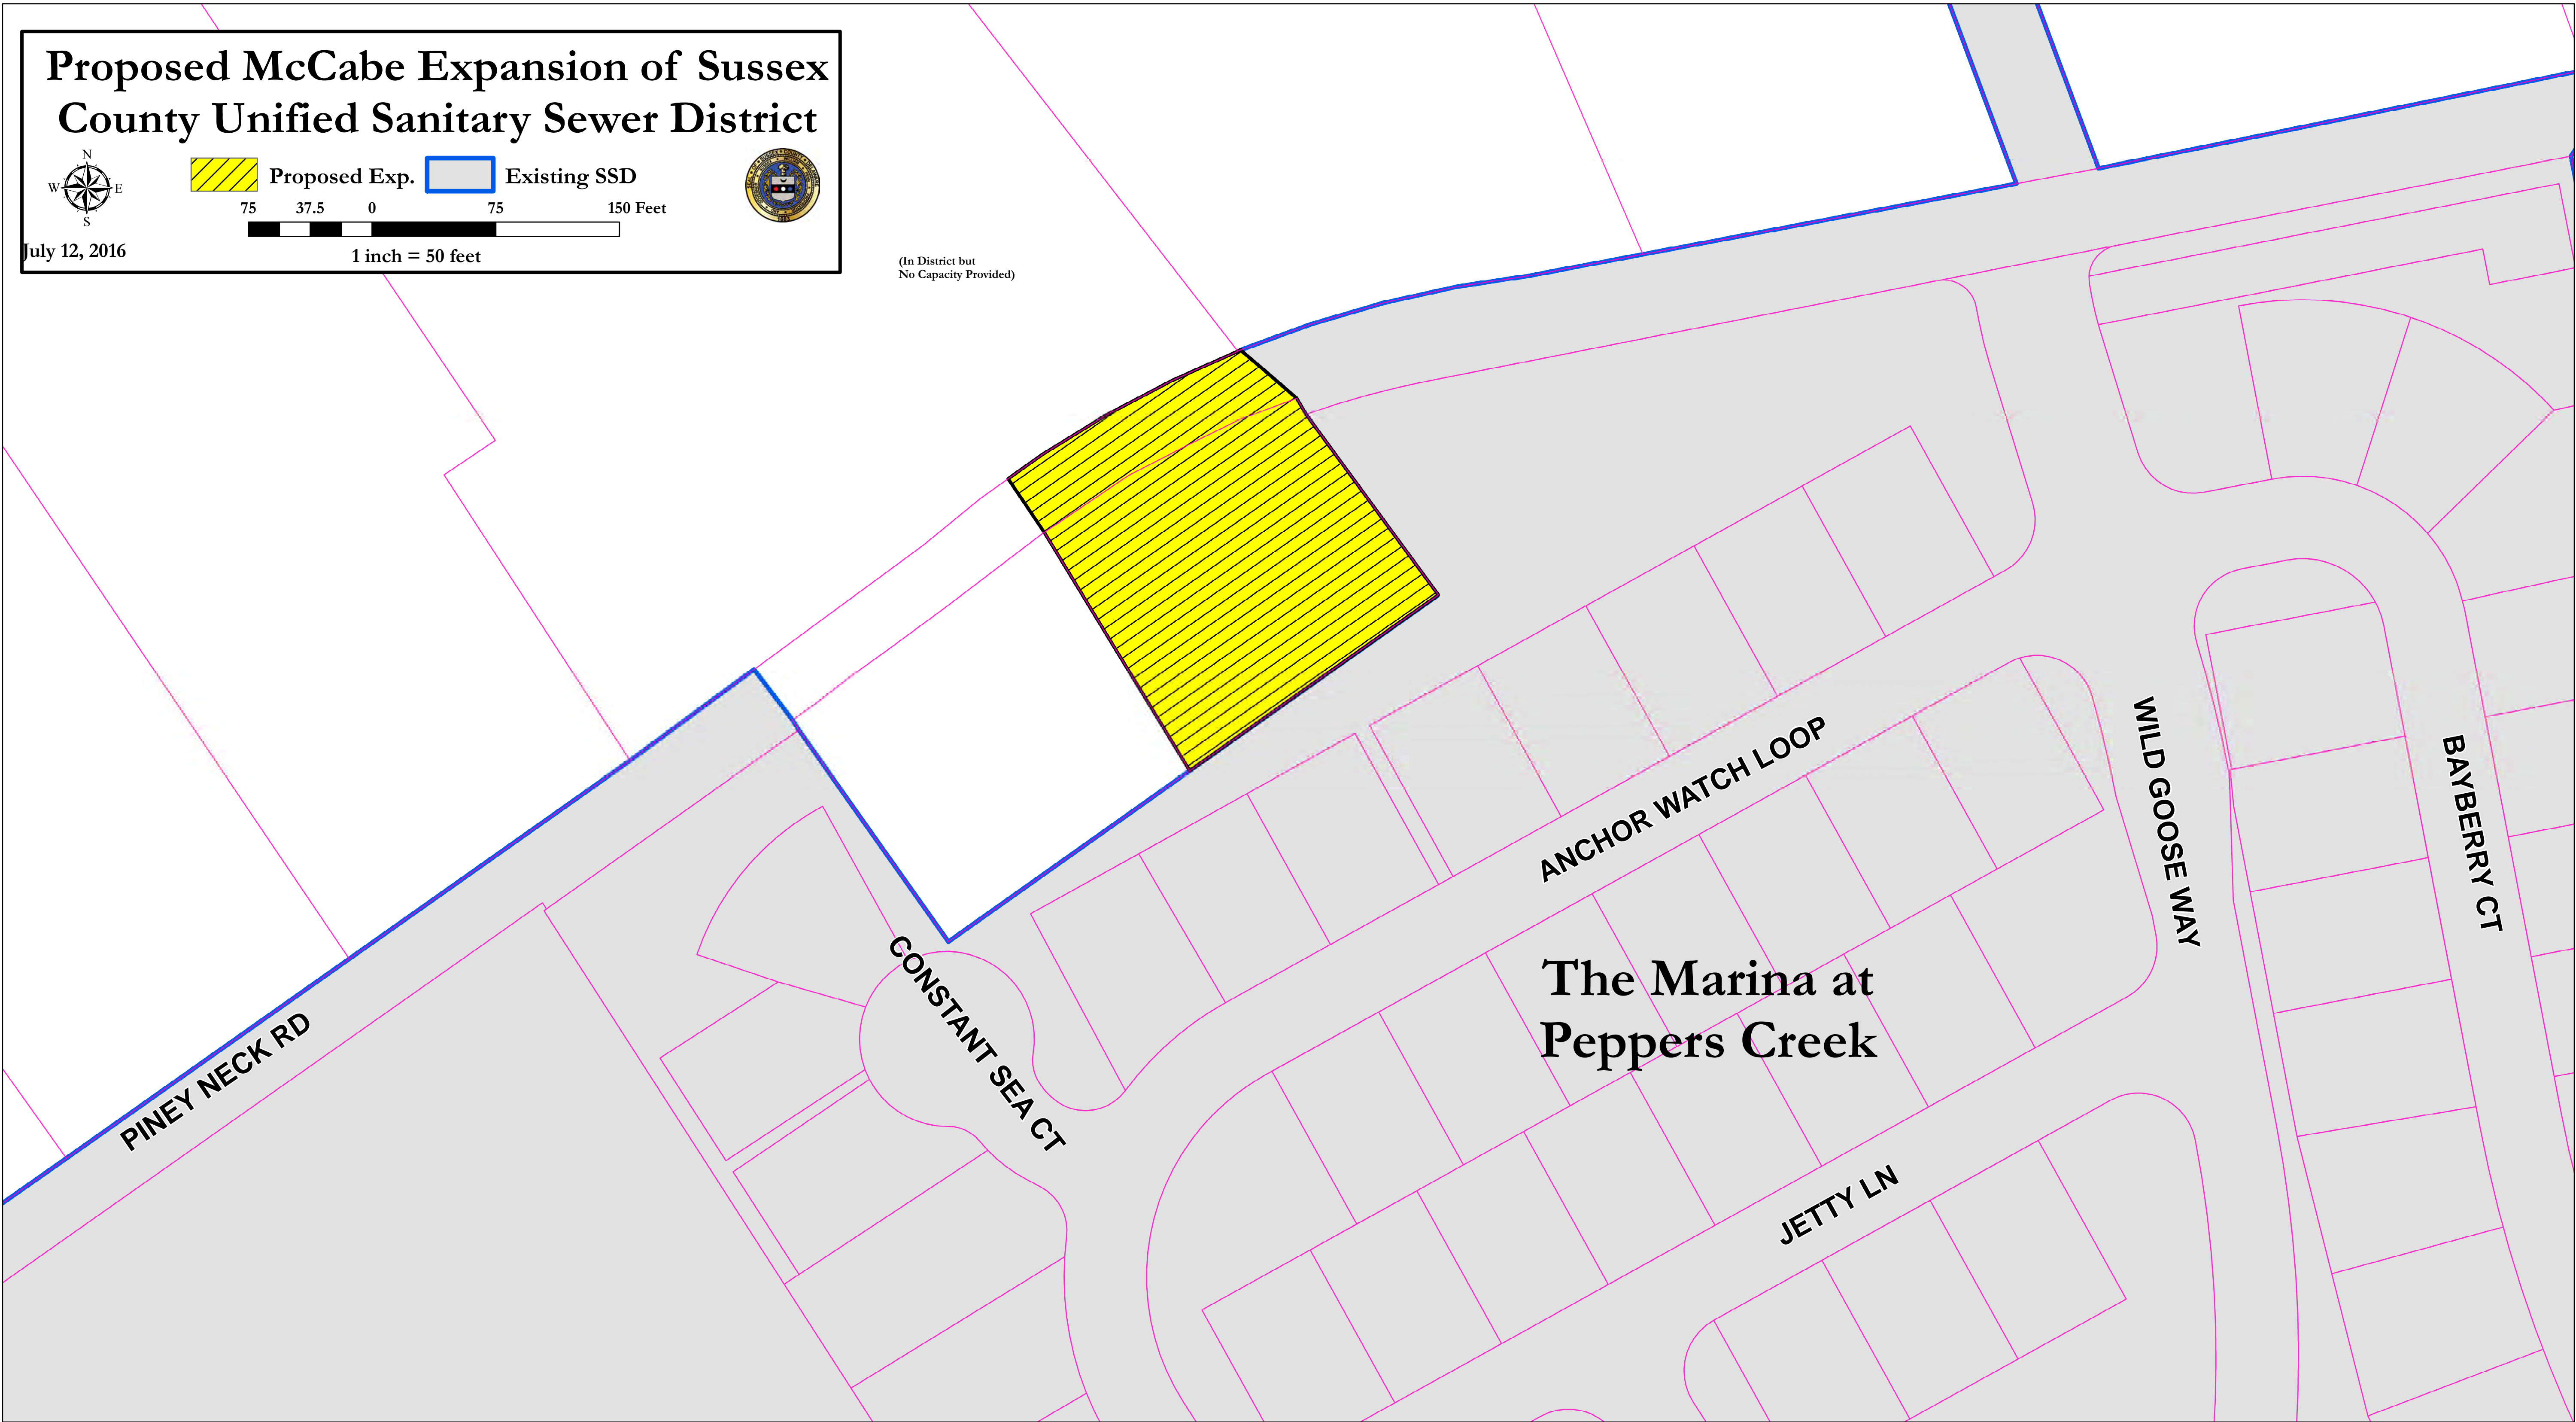 Proposed McCabe Expansion of Sussex
County Unified Sanitary Sewer District
N
W E
S
Proposed Exp.
Existing SSD
75 37.5 0 75 150 Feet
1 inch = 50 feet
July 12, 2016
(In District but
No Capacity Provided)
PINEY NECK RD
CONSTANT SEA CT
ANCHOR WATCH LOOP
WILD GOOSE WAY
BAYBERRY CT
The Marina at
Peppers Creek
JETTY LN